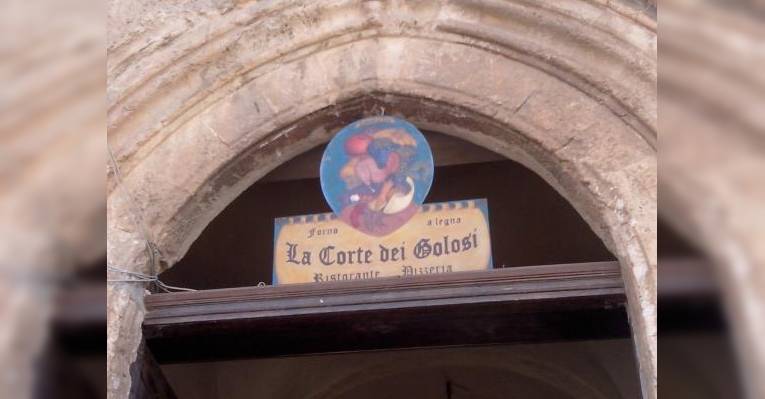 Forno a legna
La Corte dei Golosi
Ristorante Pizzeria